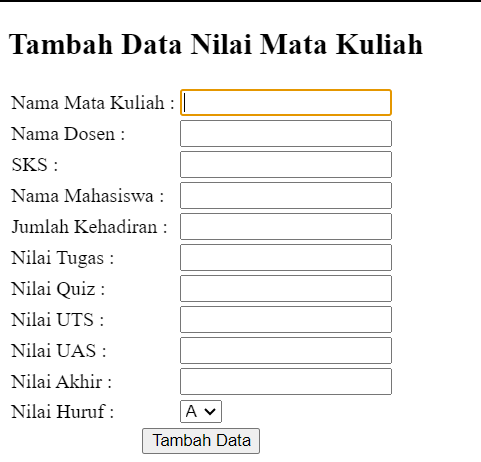 Tambah Data Nilai Mata Kuliah
Nama Mata Kuliah :
Nama Dosen :
SKS :
Nama Mahasiswa :
Jumlah Kehadiran :
Nilai Tugas :
Nilai Quiz :
Nilai UTS :
Nilai UAS :
Nilai Akhir :
Nilai Huruf : A
Tambah Data